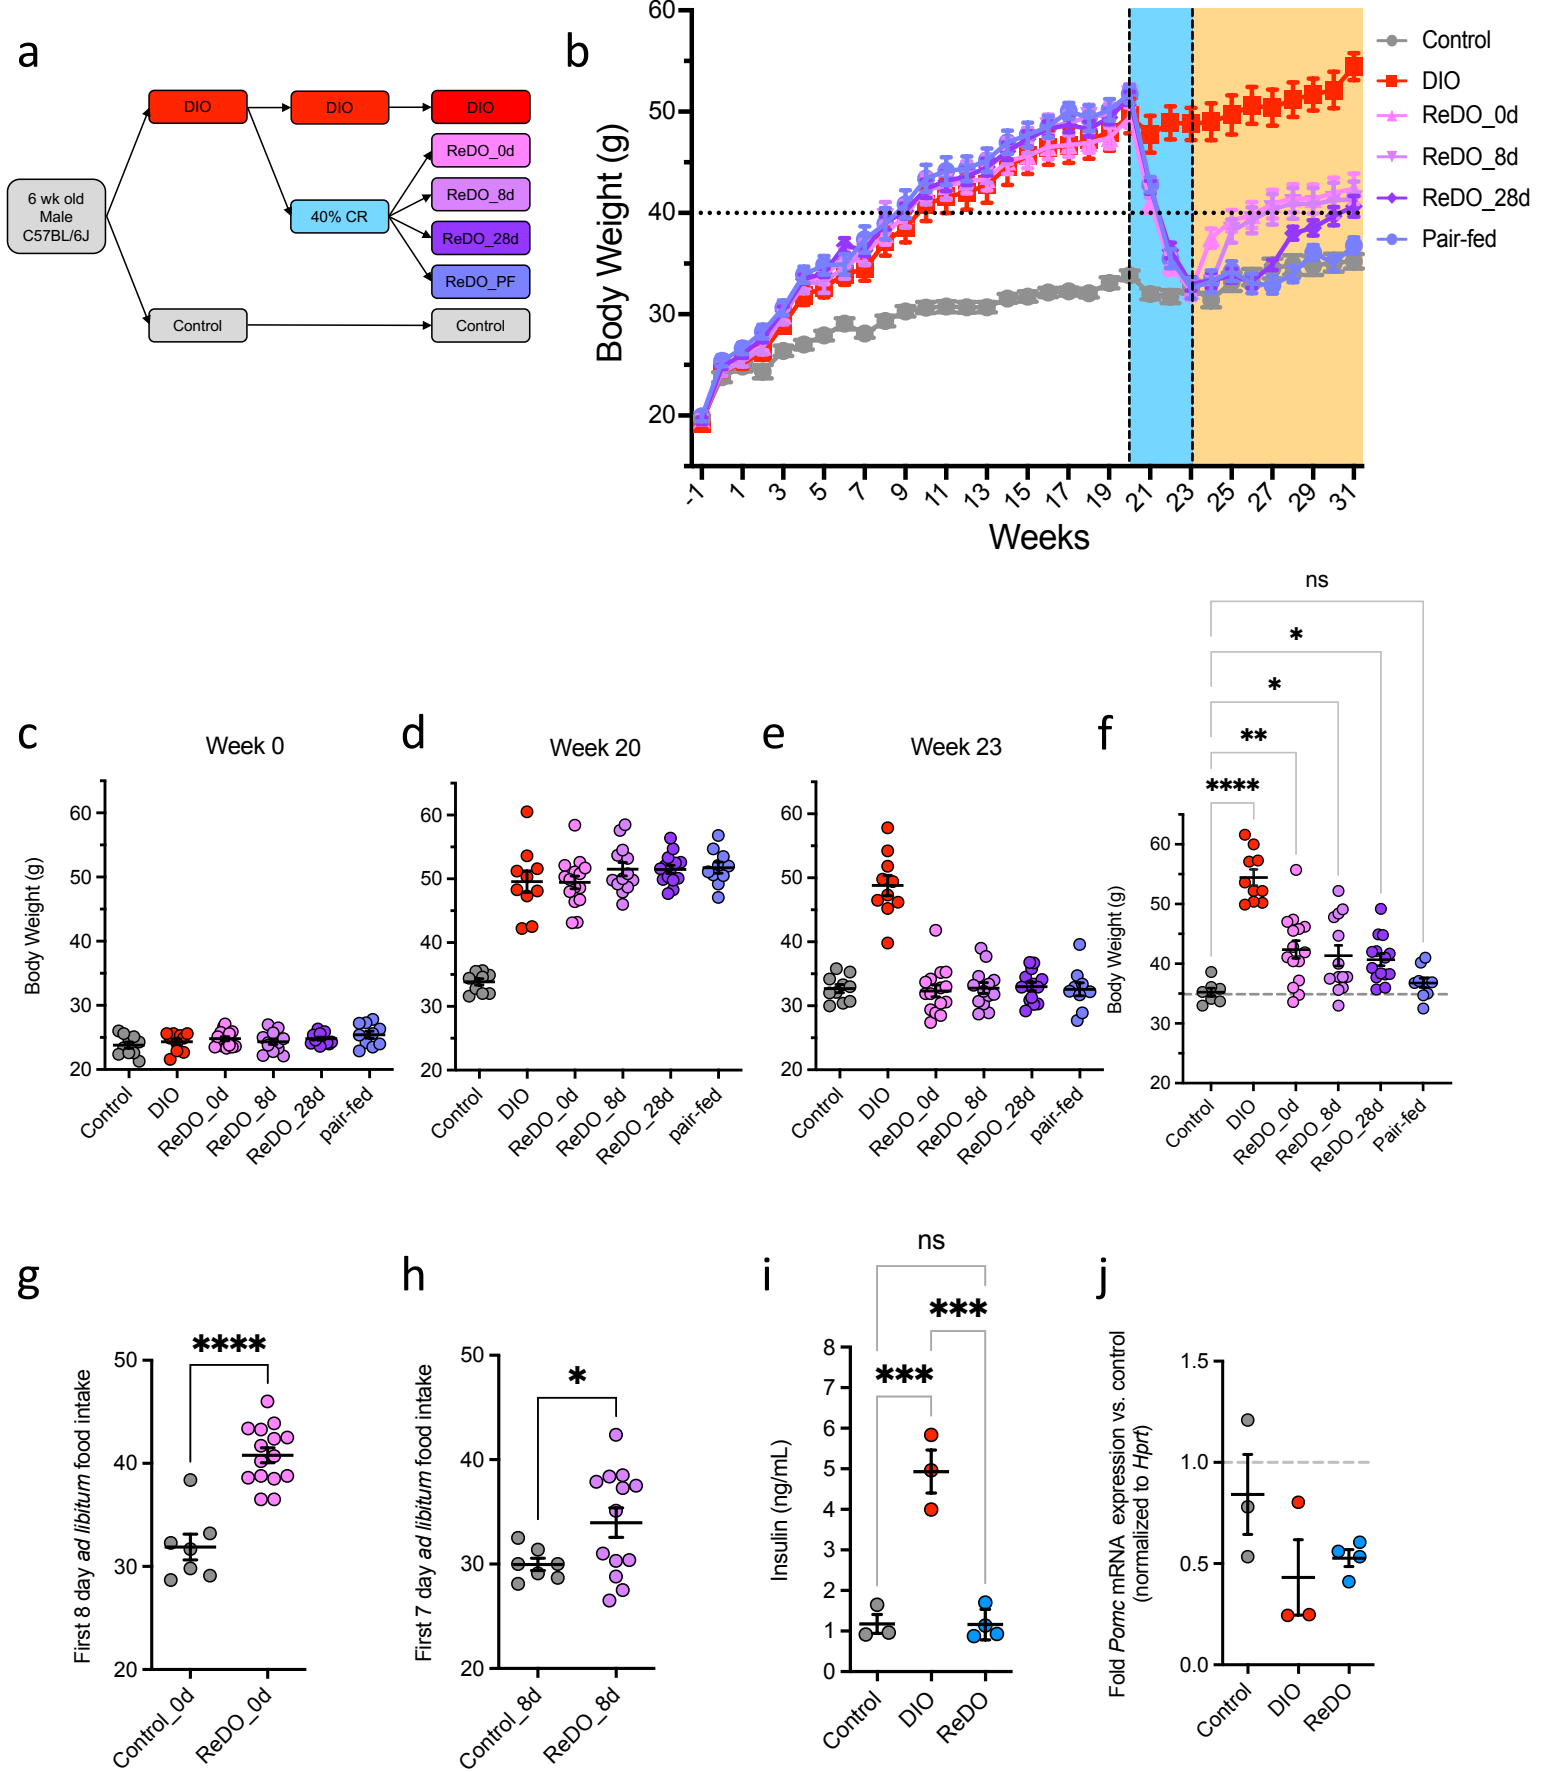 a
DIO
DIO
DIO
ReDO_0d
ReDO_8d
6 wk old
Male
C57BL/6J
40% CR
ReDO_28d
ReDO_PF
Control
Control
b
Body Weight (g)
60
50
40
30
20
-1
1
3
5
7
9
11
13
15
17
19
21
23
25
27
29
31
Weeks
Control
DIO
ReDO_0d
ReDO_8d
ReDO_28d
Pair-fed
c
Week 0
Body Weight (g)
60
50
40
30
20
Control
DIO
ReDO_0d
ReDO_8d
ReDO_28d
pair-fed
d
Week 20
60
50
40
30
20
Control
DIO
ReDO_0d
ReDO_8d
ReDO_28d
pair-fed
e
Week 23
60
50
40
30
20
Control
DIO
ReDO_0d
ReDO_8d
ReDO_28d
pair-fed
f
ns
*
*
**
****
Body Weight (g)
60
50
40
30
20
Control
DIO
ReDO_0d
ReDO_8d
ReDO_28d
Pair-fed
g
****
First 8 day ad libitum food intake
50
40
30
20
Control_0d
ReDO_0d
h
*
First 7 day ad libitum food intake
50
40
30
20
Control_8d
ReDO_8d
i
ns
***
***
Insulin (ng/mL)
8
7
6
5
4
3
2
1
0
Control
DIO
ReDO
j
Fold Pomc mRNA expression vs. control
(normalized to Hprt)
1.5
1.0
0.5
0.0
Control
DIO
ReDO